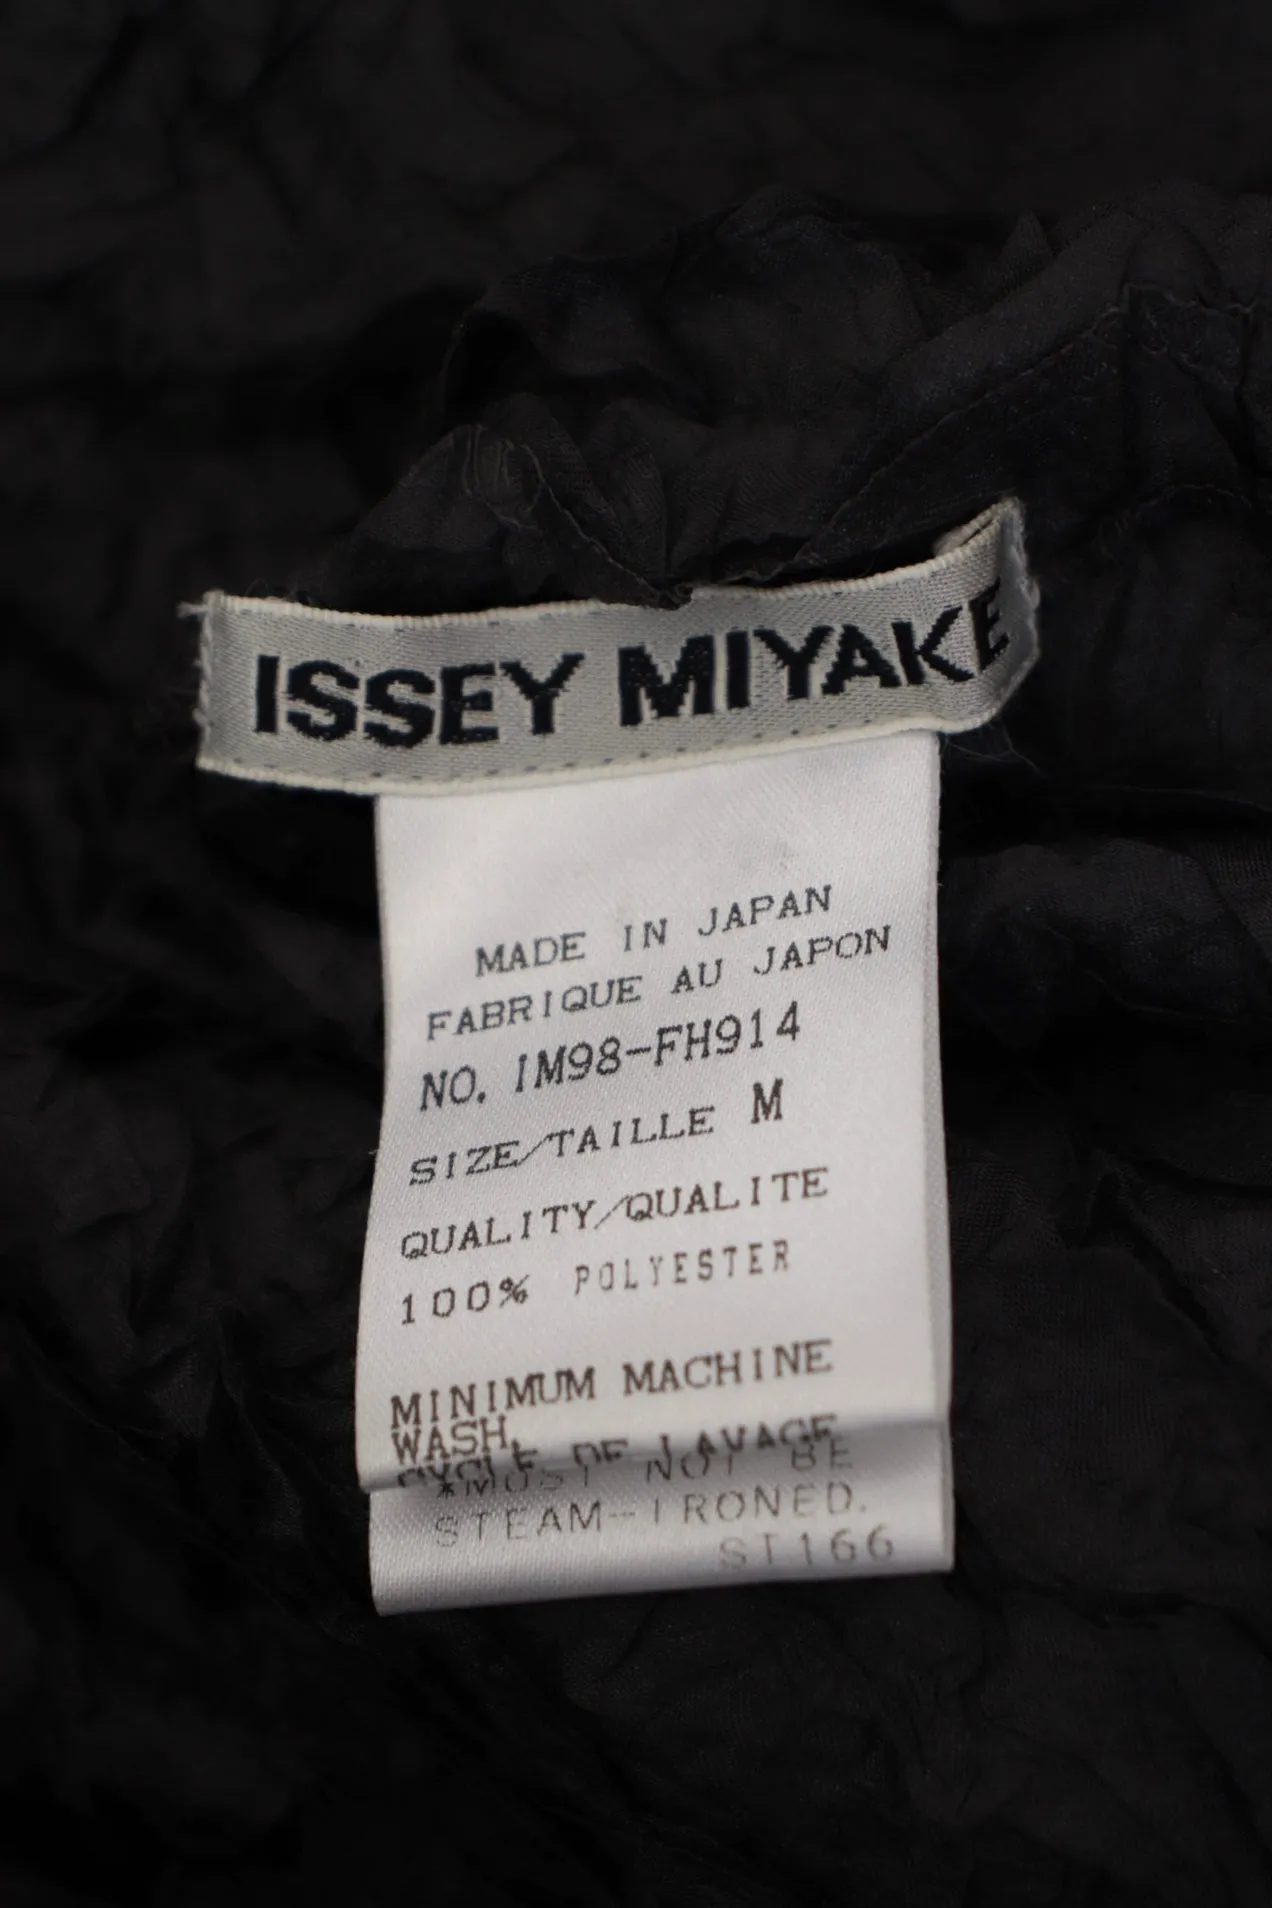 ISSEY MIYAKE
MADE IN JAPAN
FABRIQUE AU JAPON
NO. IM98-FH914
SIZE/TAILLE M
QUALITY/QUALITE
100% POLYESTER
MINIMUM MACHINE
WASH.
CYCLE DE LAVAGE
*MUST NOT BE
STEAM-IRONED.
ST166